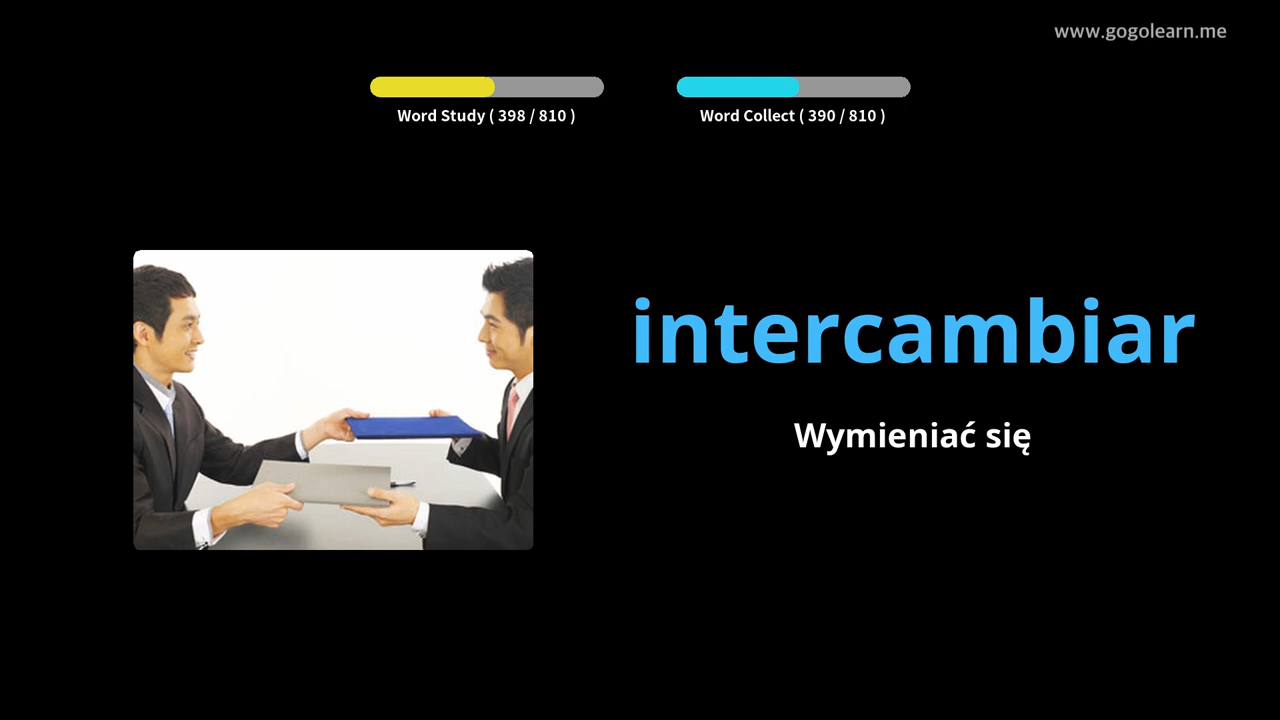 www.gogolearn.me
Word Study ( 398 / 810 )
Word Collect ( 390 / 810 )
intercambiar
Wymieniać się